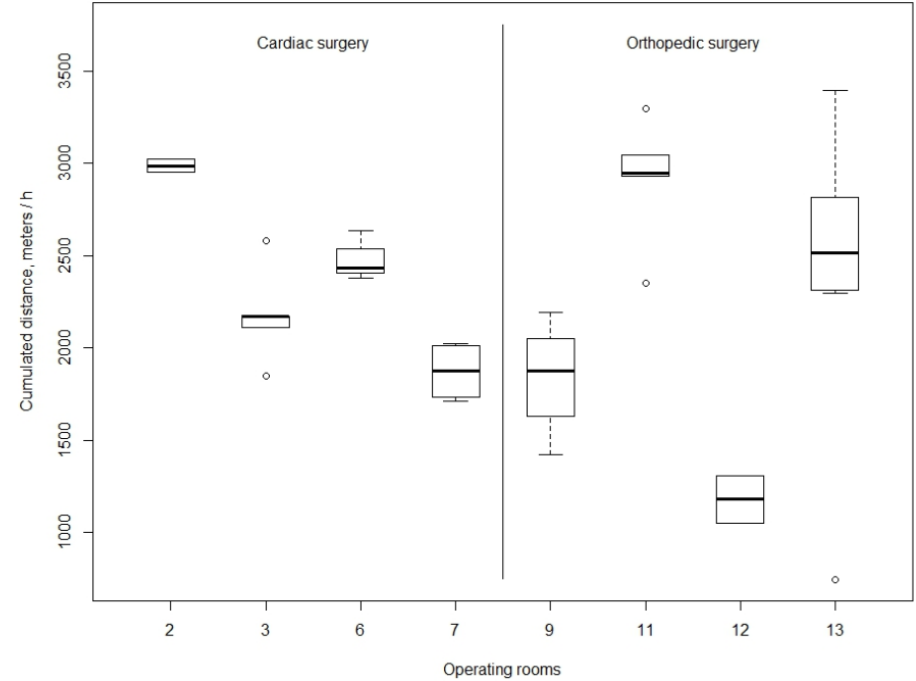 Cardiac surgery
Orthopedic surgery
Cumulated distance, meters / h
3500
3000
2500
2000
1500
1000
2 3 6 7 9 11 12 13
Operating rooms